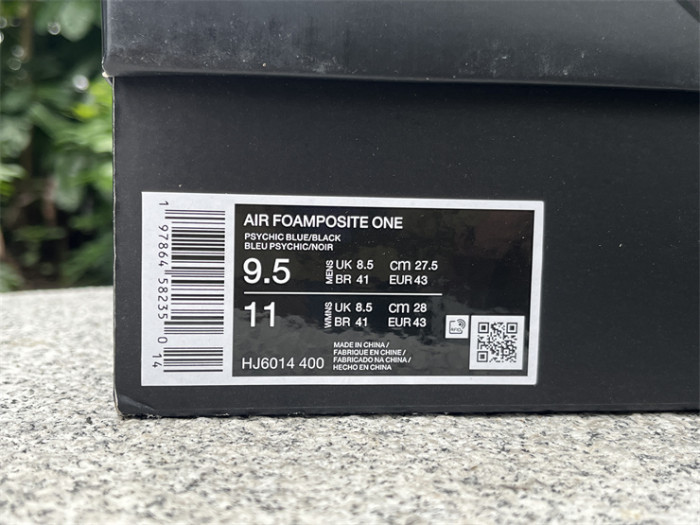 AIR FOAMPOSITE ONE
PSYCHIC BLUE/BLACK
BLEU PSYCHIC/NOIR
9.5 MENS UK 8.5 cm 27.5
BR 41 EUR 43
11 WMNS UK 8.5 cm 28
BR 41 EUR 43
MADE IN CHINA/
FABRIQUÉ EN CHINE/
FABRICADO NA CHINA/
HECHO EN CHINA
HJ6014 400
RFID
1 97864 58235 0 14